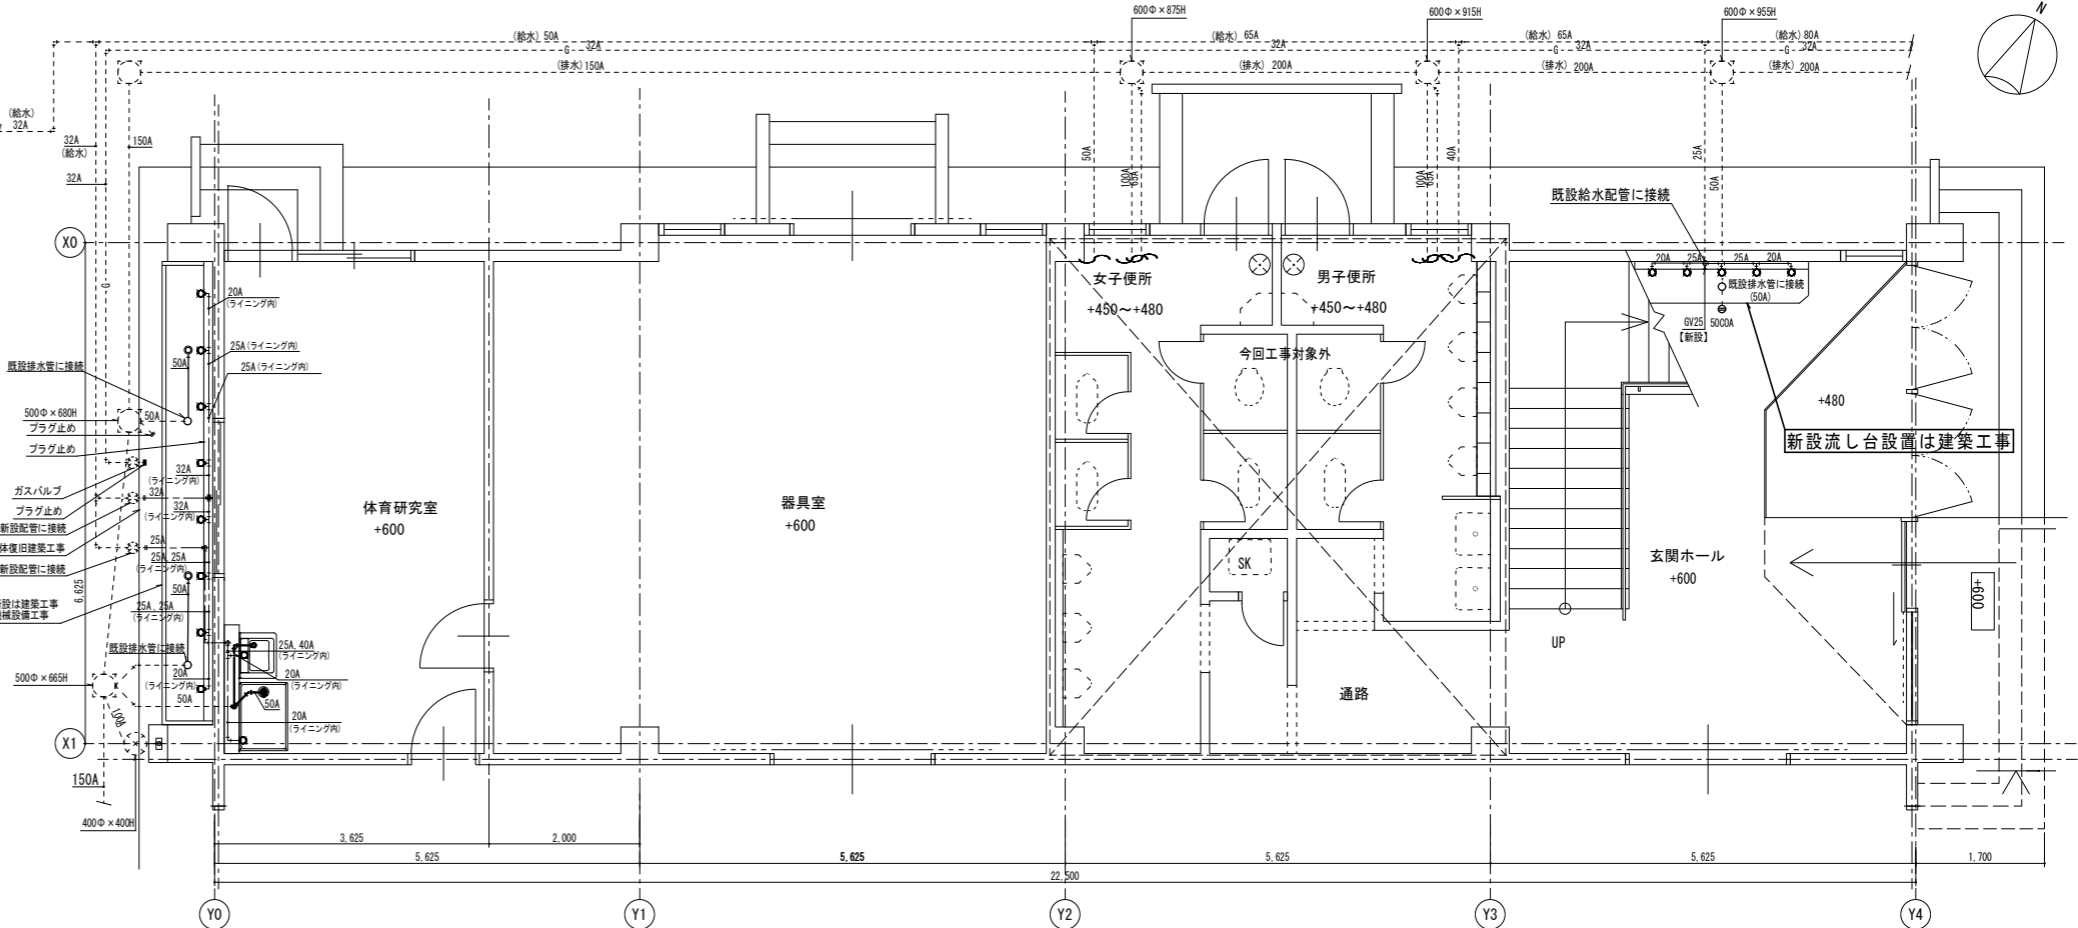 600Φ×875H
600Φ×915H
600Φ×955H
N
(給水) 50A
G 32A
(給水) 65A
32A
(給水) 65A
G 32A
(給水) 80A
G 32A
(排水) 150A
(排水) 200A
(排水) 200A
(排水) 200A
(給水)
32A
32A
(給水)
150A
32A
50A
100A
65A
100A
65A
40A
25A
50A
既設給水配管に接続
X0
G
20A
(ライニング内)
25A(ライニング内)
25A(ライニング内)
50A
既設排水管に接続
500Φ×680H
50A
プラグ止め
プラグ止め
32A
(ライニング内)
ガスバルブ
32A
プラグ止め
32A
(ライニング内)
新設配管に接続
体復旧建築工事
25A
25A, 25A
(ライニング内)
新設配管に接続
6,625
50A
設は建築工事
械設備工事
25A, 25A
(ライニング内)
既設排水管に接続
25A, 40A
(ライニング内)
20A
(ライニング内)
20A
(ライニング内)
500Φ×665H
50A
50A
100A
20A
(ライニング内)
X1
150A
400Φ×400H
体育研究室
+600
器具室
+600
女子便所
+450～+480
男子便所
+450～+480
今回工事対象外
SK
通路
UP
20A
25A
25A
20A
既設排水管に接続
(50A)
GV25
【新設】
50COA
+480
新設流し台設置は建築工事
玄関ホール
+600
+600
3,625
2,000
5,625
5,625
5,625
5,625
1,700
22,500
Y0
Y1
Y2
Y3
Y4